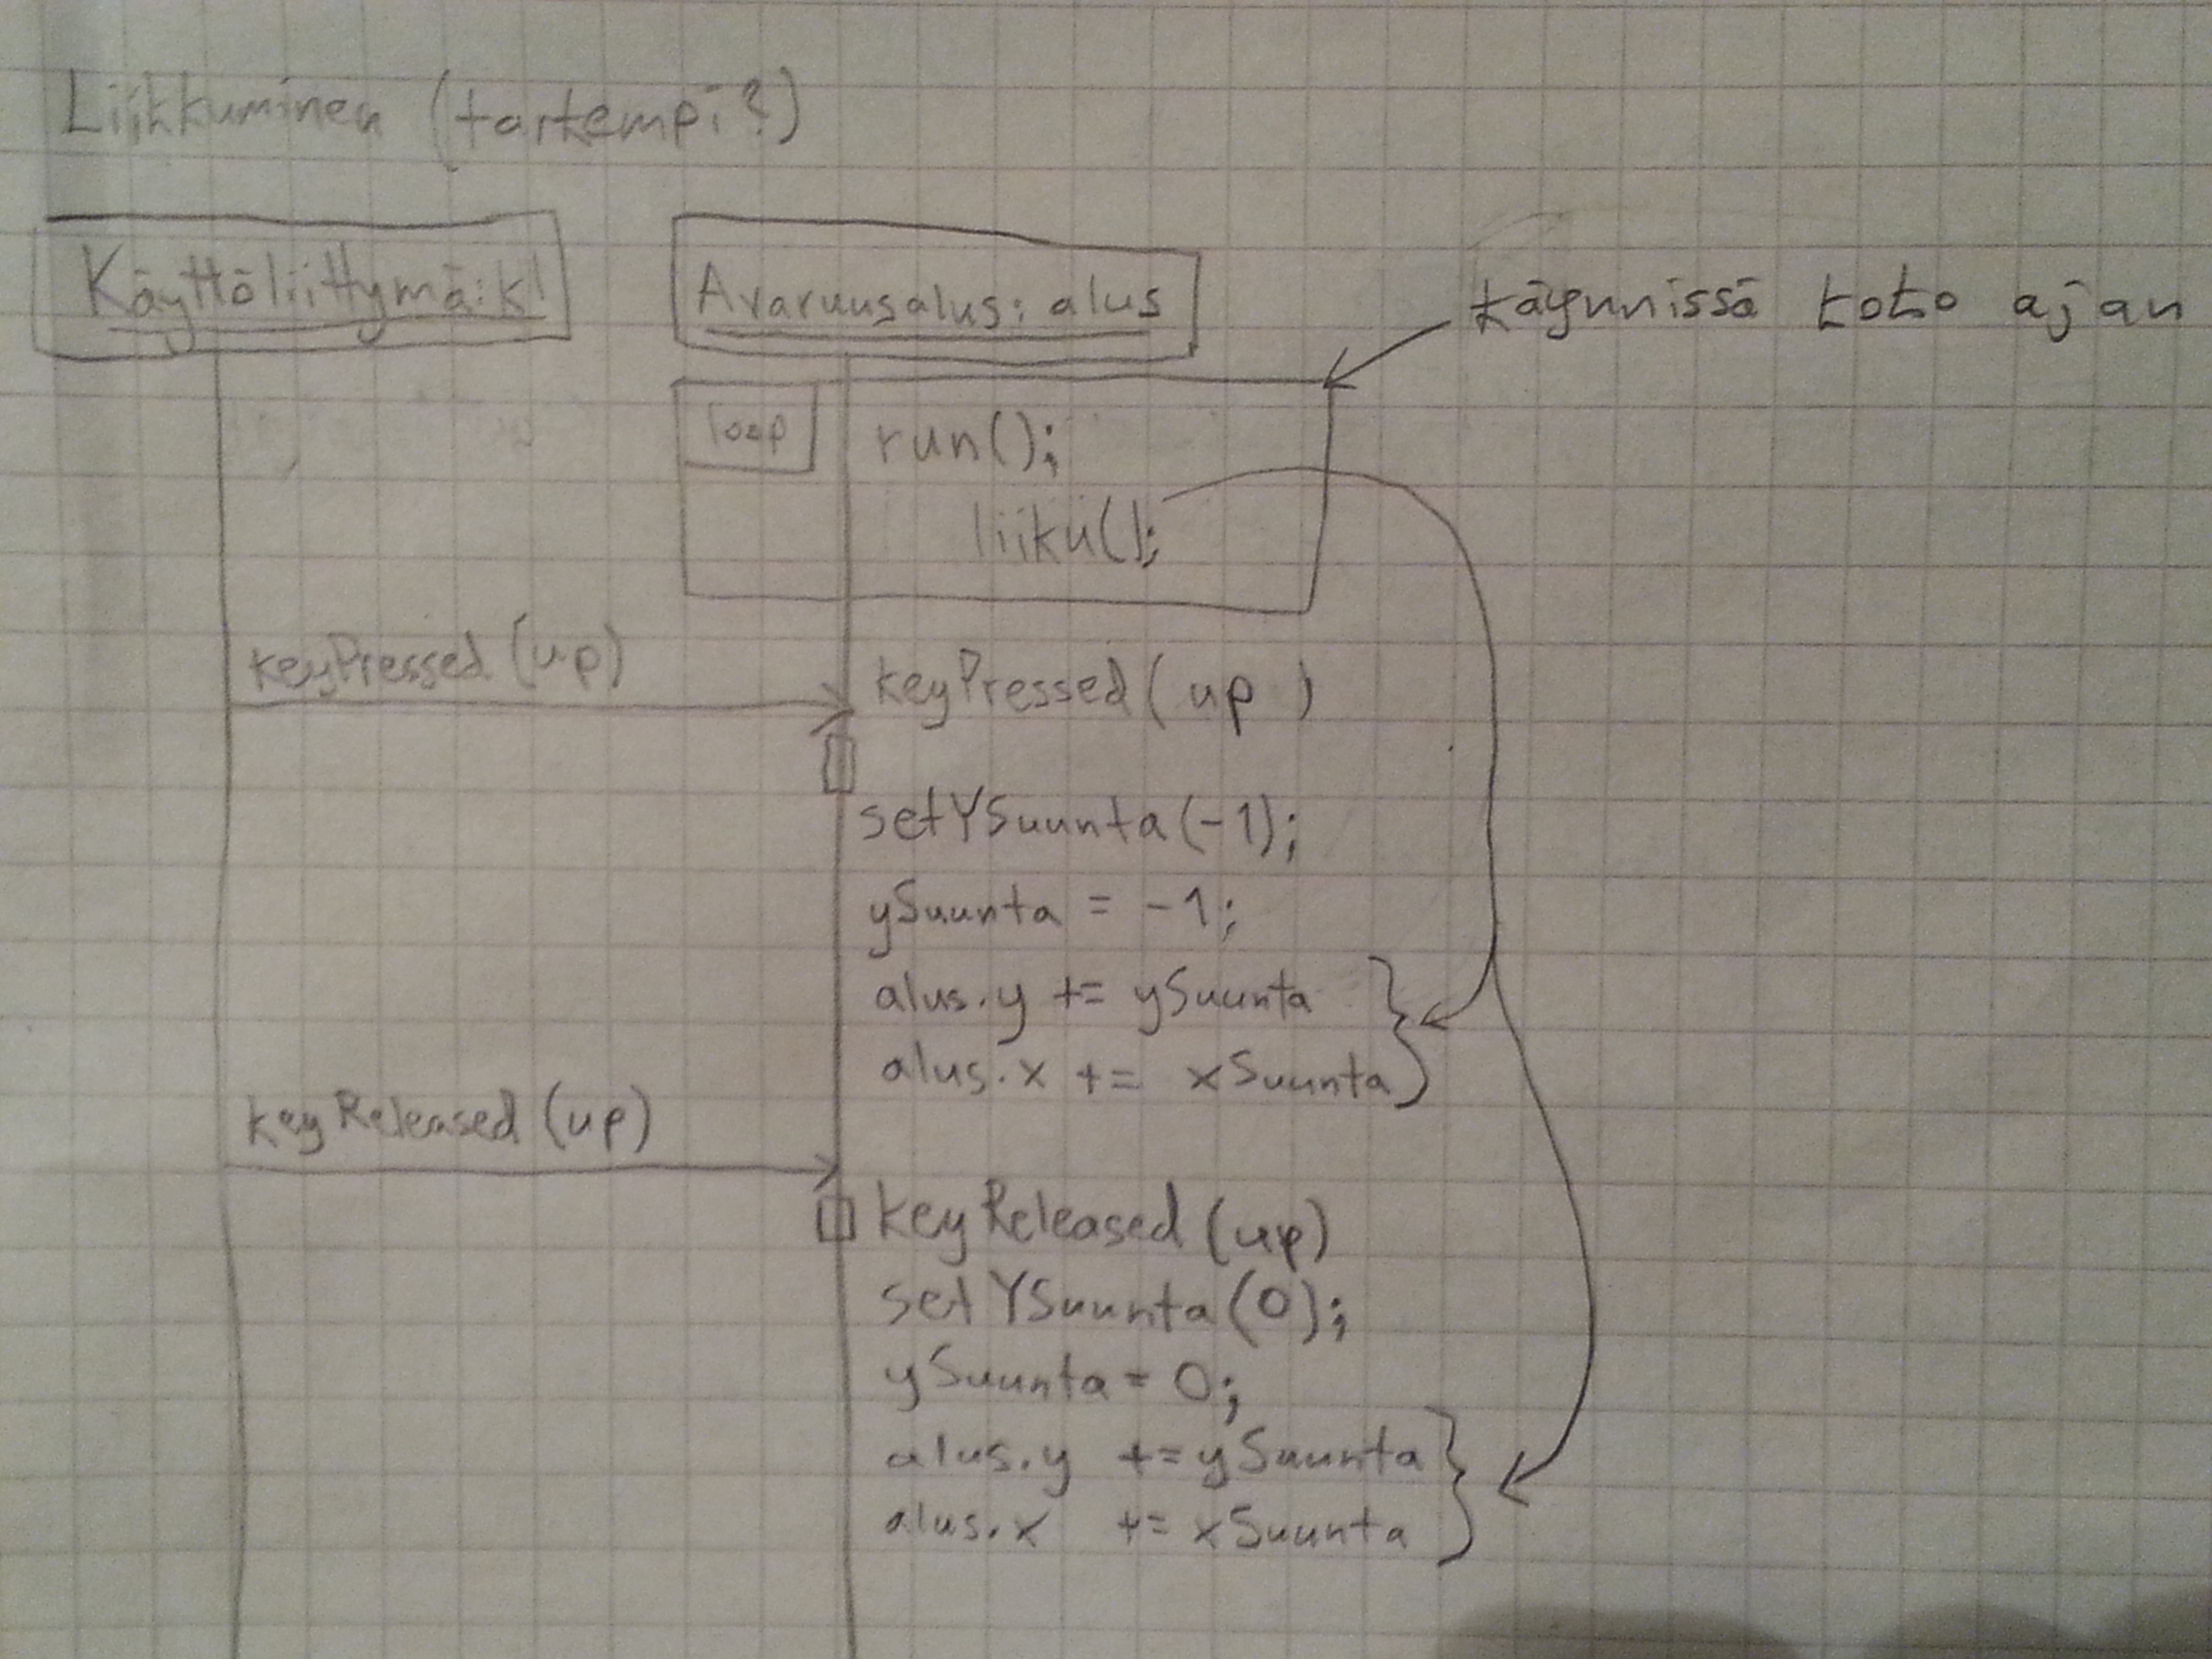 Liikkuminen (tarkempi?)
Käyttöliittymä:kl
Avaruusalus: alus
käynnissä koko ajan
loop
run();
liiku();
keyPressed (up)
keyPressed( up )
setYSuunta(-1);
ySuunta = -1;
alus.y += ySuunta
alus.x += xSuunta
keyReleased (up)
keyReleased (up)
setYSuunta(0);
ySuunta = 0;
alus.y += ySuunta
alus.x += xSuunta